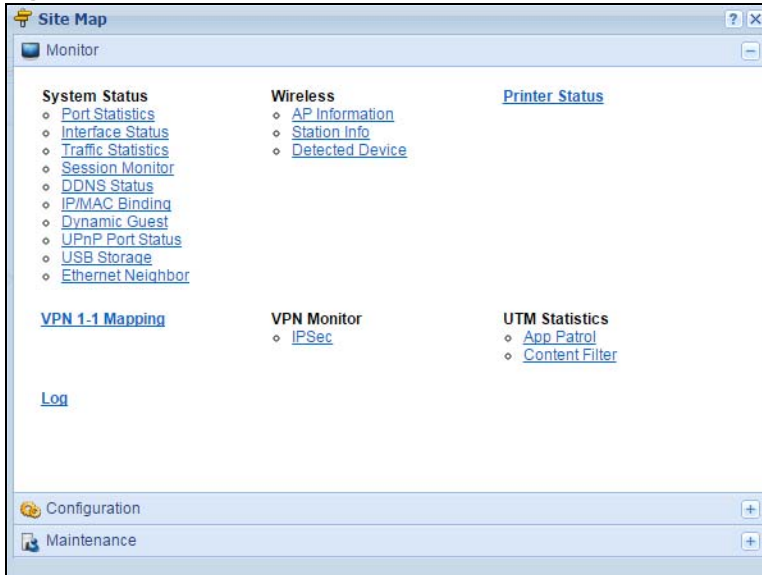 Site Map
Monitor
System Status
Port Statistics
Interface Status
Traffic Statistics
Session Monitor
DDNS Status
IP/MAC Binding
Dynamic Guest
UPnP Port Status
USB Storage
Ethernet Neighbor
Wireless
AP Information
Station Info
Detected Device
Printer Status
VPN 1-1 Mapping
VPN Monitor
IPSec
UTM Statistics
App Patrol
Content Filter
Log
Configuration
Maintenance